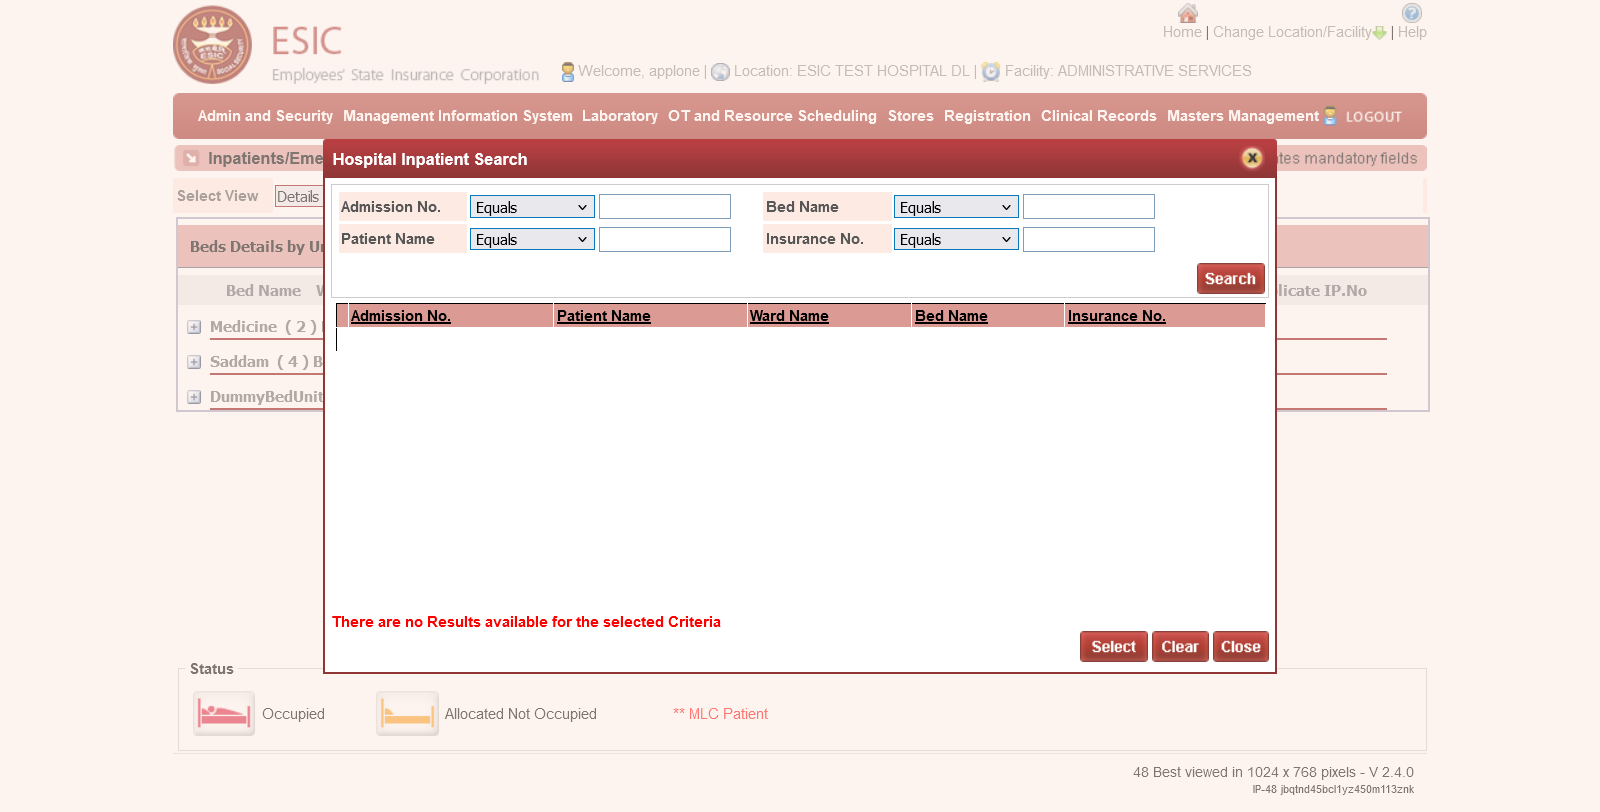 ESIC
Employees' State Insurance Corporation
Home | Change Location/Facility | Help
Welcome, applone | Location: ESIC TEST HOSPITAL DL | Facility: ADMINISTRATIVE SERVICES
Admin and Security Management Information System Laboratory OT and Resource Scheduling Stores Registration Clinical Records Masters Management LOGOUT
Inpatients/Eme mandatory fields
Select View Details
Beds Details by
Bed Name IP.No
Medicine ( 2 )
Saddam ( 4 )
DummyBedUnit
Hospital Inpatient Search
Admission No. Equals Bed Name Equals
Patient Name Equals Insurance No. Equals
Search
Admission No. Patient Name Ward Name Bed Name Insurance No.
There are no Results available for the selected Criteria
Select Clear Close
Status
Occupied Allocated Not Occupied ** MLC Patient
48 Best viewed in 1024 x 768 pixels - V 2.4.0